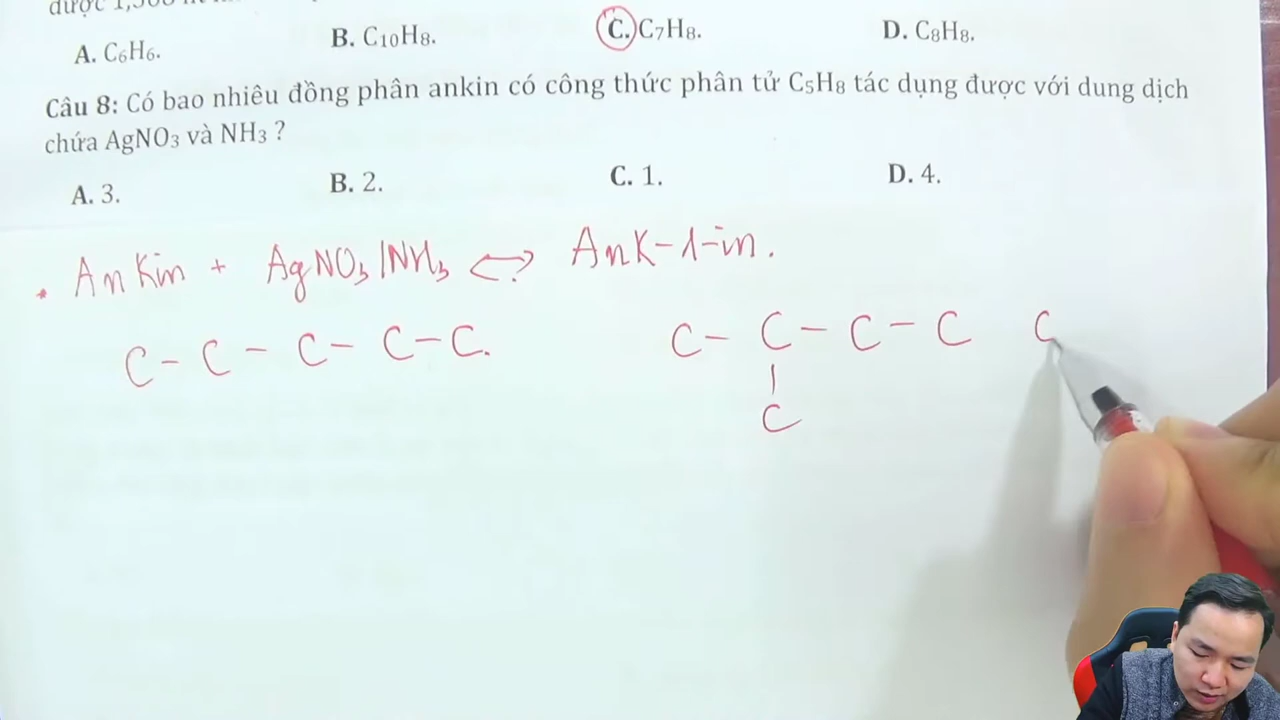 được
A. C₆H₆. B. C₁₀H₈. C. C₇H₈. D. C₈H₈.
Câu 8: Có bao nhiêu đồng phân ankin có công thức phân tử C₅H₈ tác dụng được với dung dịch
chứa AgNO₃ và NH₃ ?
A. 3. B. 2. C. 1. D. 4.
. AnKin + AgNO₃/NH₃ <=> AnK-1-in.
C - C - C - C - C. C - C - C - C C
|
C